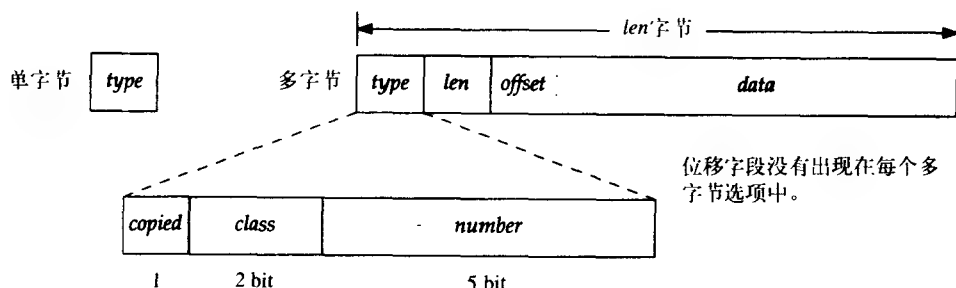 len字节
单字节 type 多字节 type len offset data
位移字段没有出现在每个多
字节选项中。
copied class number
1 2 bit 5 bit